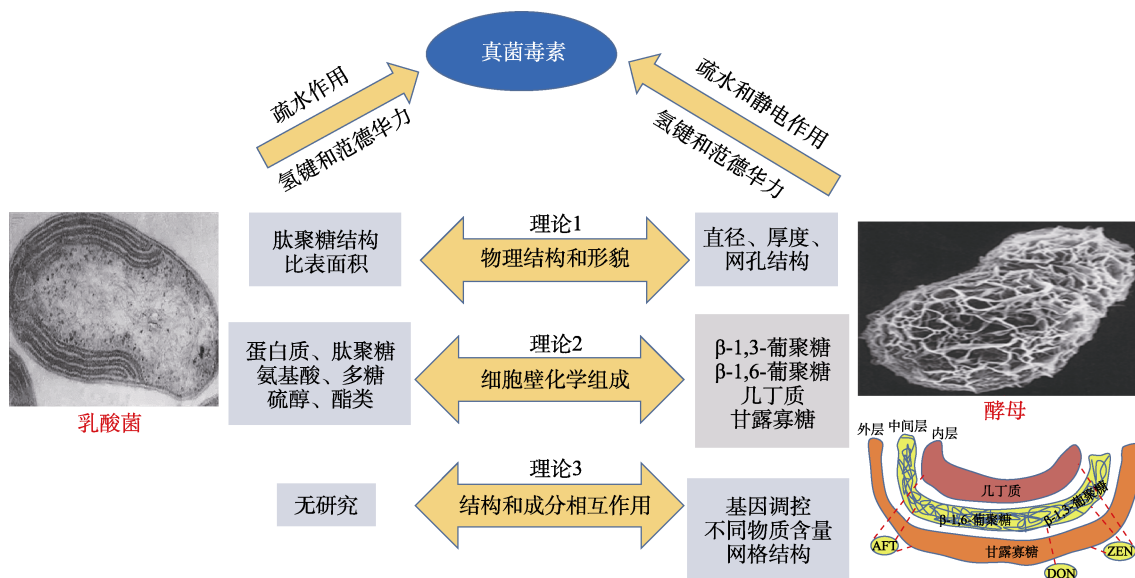 真菌毒素
疏水作用
氢键和范德华力
疏水和静电作用
氢键和范德华力
肽聚糖结构
比表面积
理论1
物理结构和形貌
直径、厚度、
网孔结构
蛋白质、肽聚糖
氨基酸、多糖
硫醇、酯类
理论2
细胞壁化学组成
β-1,3-葡聚糖
β-1,6-葡聚糖
几丁质
甘露寡糖
乳酸菌
酵母
无研究
理论3
结构和成分相互作用
基因调控
不同物质含量
网格结构
外层
中间层
内层
几丁质
β-1,6-葡聚糖
β-1,3-葡聚糖
甘露寡糖
AFT
DON
ZEN